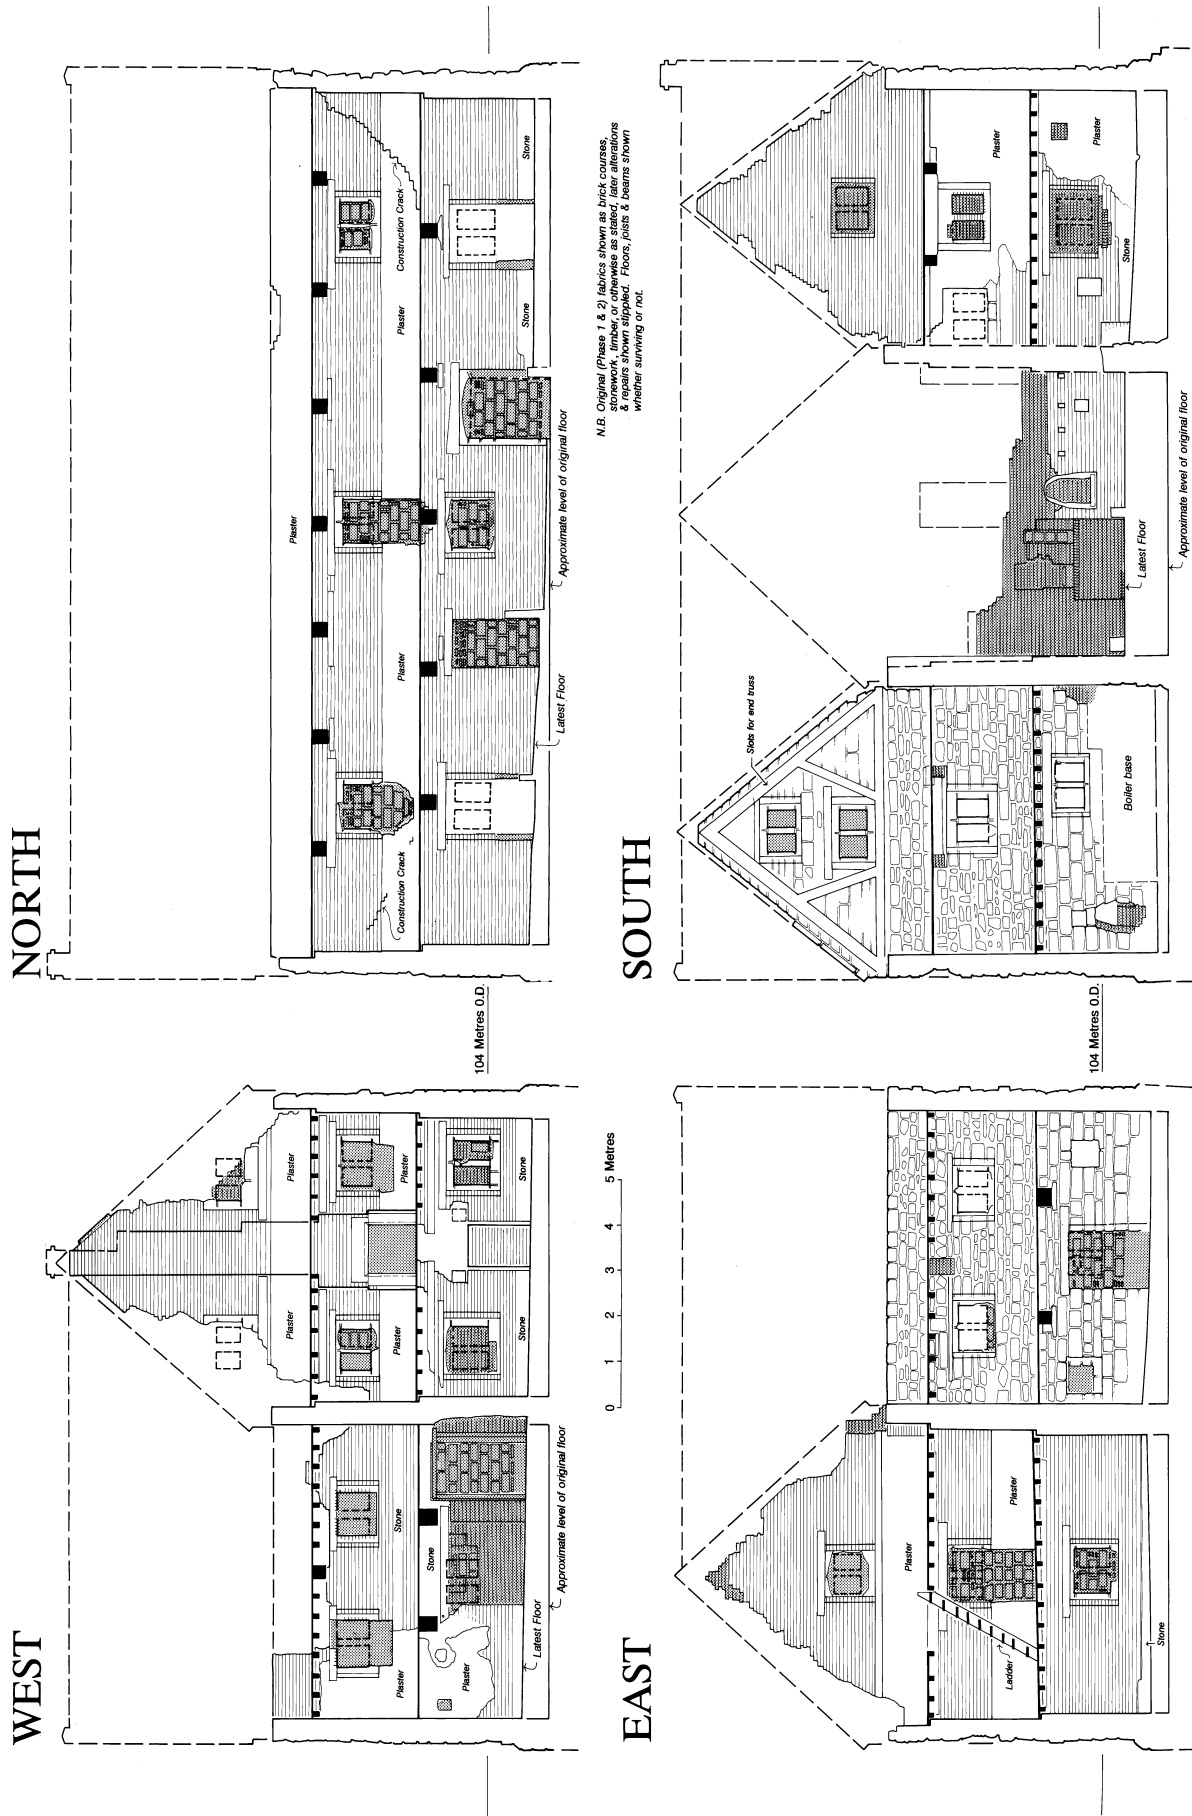 WEST
NORTH
Plaster
Plaster
Plaster
Plaster
Stone
Stone
Plaster
Stone
Plaster
Stone
Plaster
Stone
Latest Floor
Approximate level of original floor
104 Metres O.D.
Plaster
Construction Crack
Plaster
Plaster
Construction Crack
Stone
Stone
Latest Floor
Approximate level of original floor
0 1 2 3 4 5 Metres
N.B. Original (Phase 1 & 2) fabrics shown as brick courses,
stonework, timber, or otherwise as stated, later alterations
& repairs shown stippled. Floors, joists & beams shown
whether surviving or not.
EAST
SOUTH
Plaster
Plaster
Ladder
Stone
104 Metres O.D.
Slots for end truss
Boiler base
Latest Floor
Approximate level of original floor
Plaster
Plaster
Stone